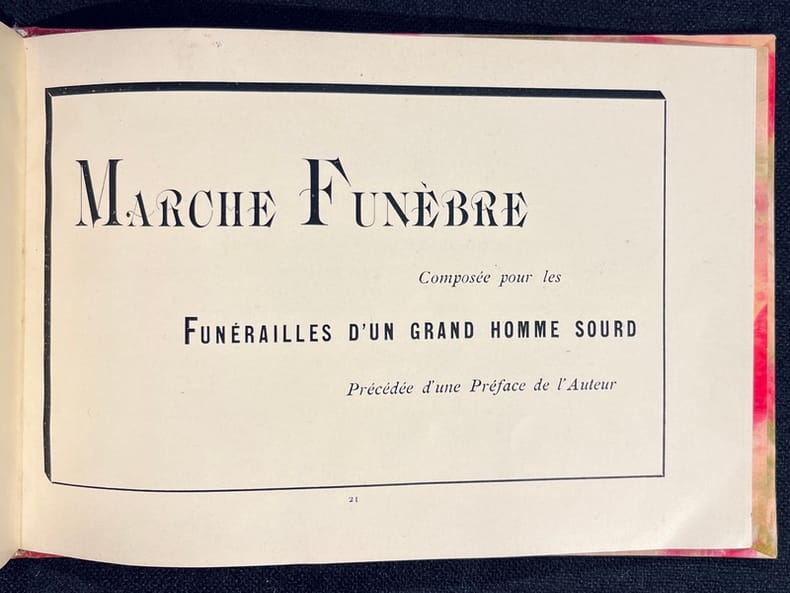 MARCHE FUNÈBRE
Composée pour les
FUNÉRAILLES D'UN GRAND HOMME SOURD
Précédée d'une Préface de l'Auteur
21